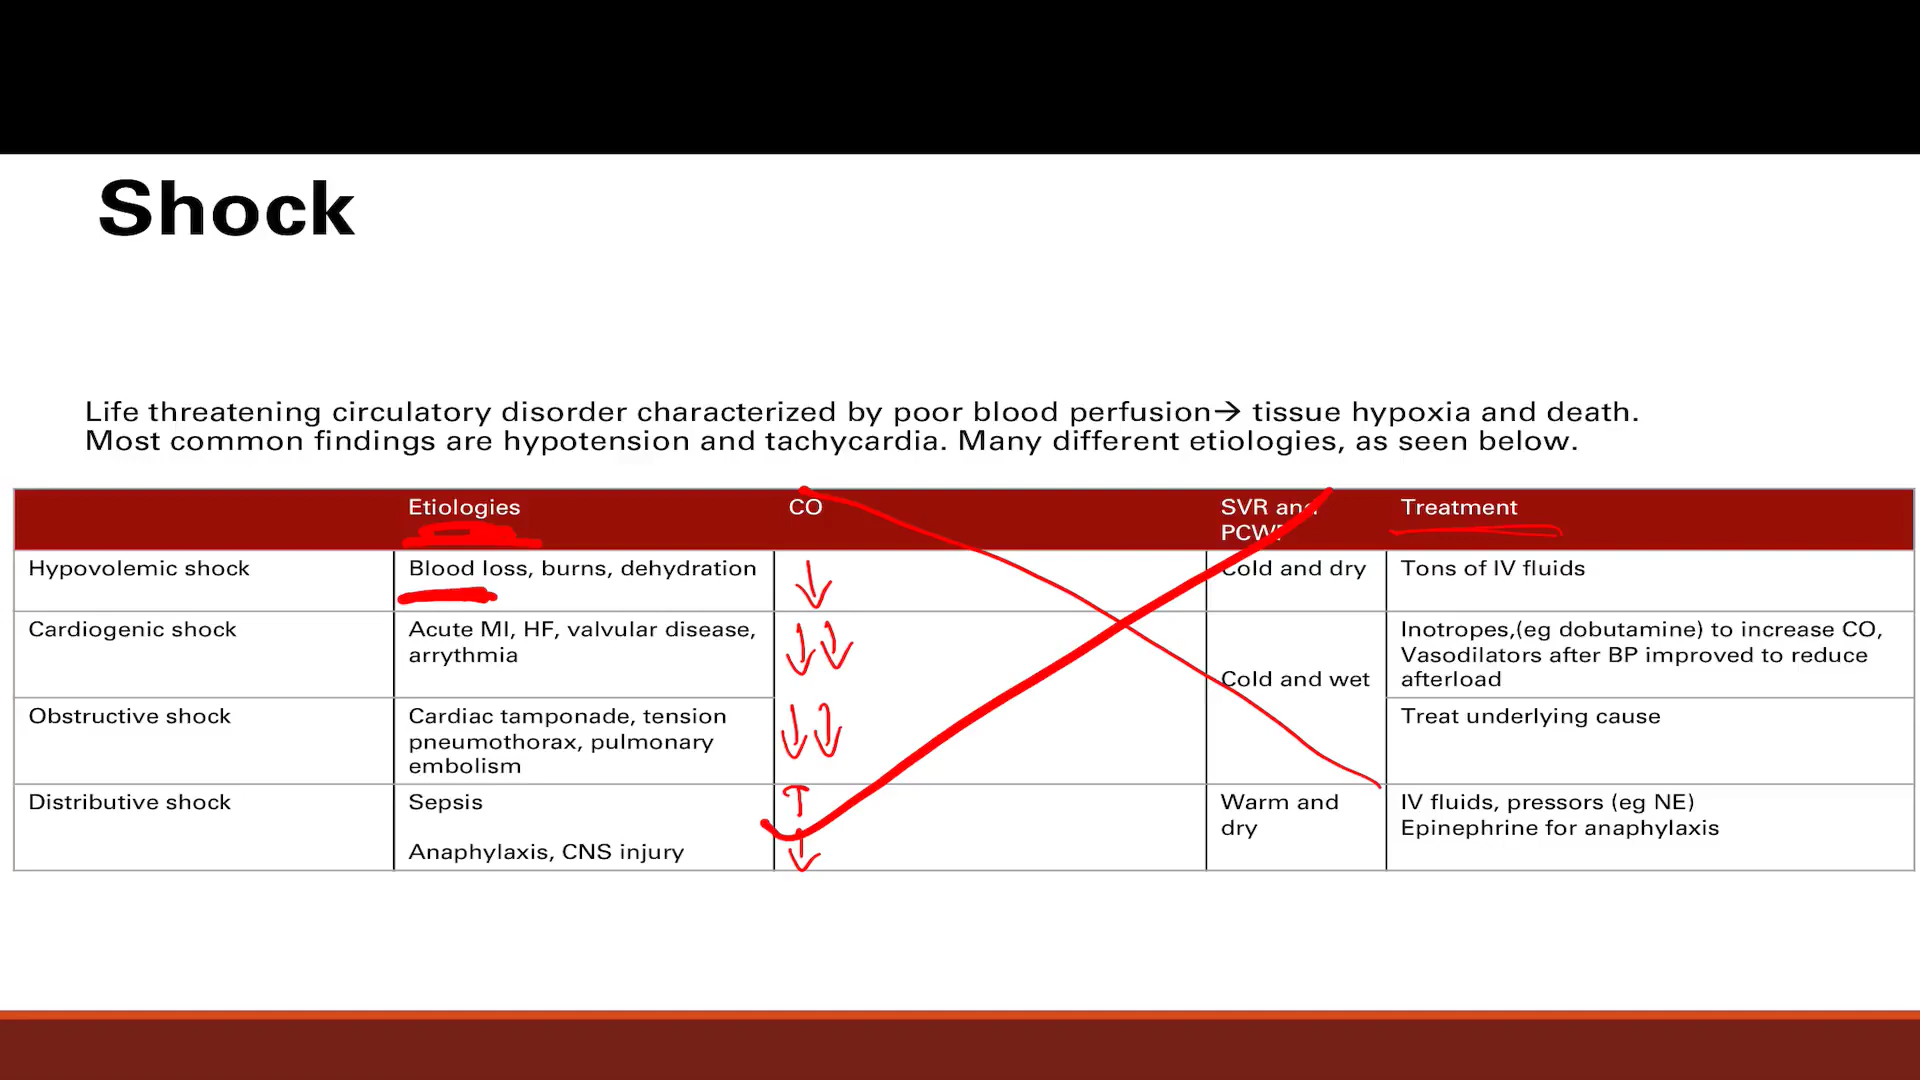 Shock
Life threatening circulatory disorder characterized by poor blood perfusion→ tissue hypoxia and death.
Most common findings are hypotension and tachycardia. Many different etiologies, as seen below.
Etiologies
CO
SVR and
PCWP
Treatment
Hypovolemic shock
Blood loss, burns, dehydration
↓
Cold and dry
Tons of IV fluids
Cardiogenic shock
Acute MI, HF, valvular disease,
arrythmia
↓↓
Cold and wet
Inotropes,(eg dobutamine) to increase CO,
Vasodilators after BP improved to reduce
afterload
Obstructive shock
Cardiac tamponade, tension
pneumothorax, pulmonary
embolism
↓↓
Treat underlying cause
Distributive shock
Sepsis
Anaphylaxis, CNS injury
↑
↓
Warm and
dry
IV fluids, pressors (eg NE)
Epinephrine for anaphylaxis